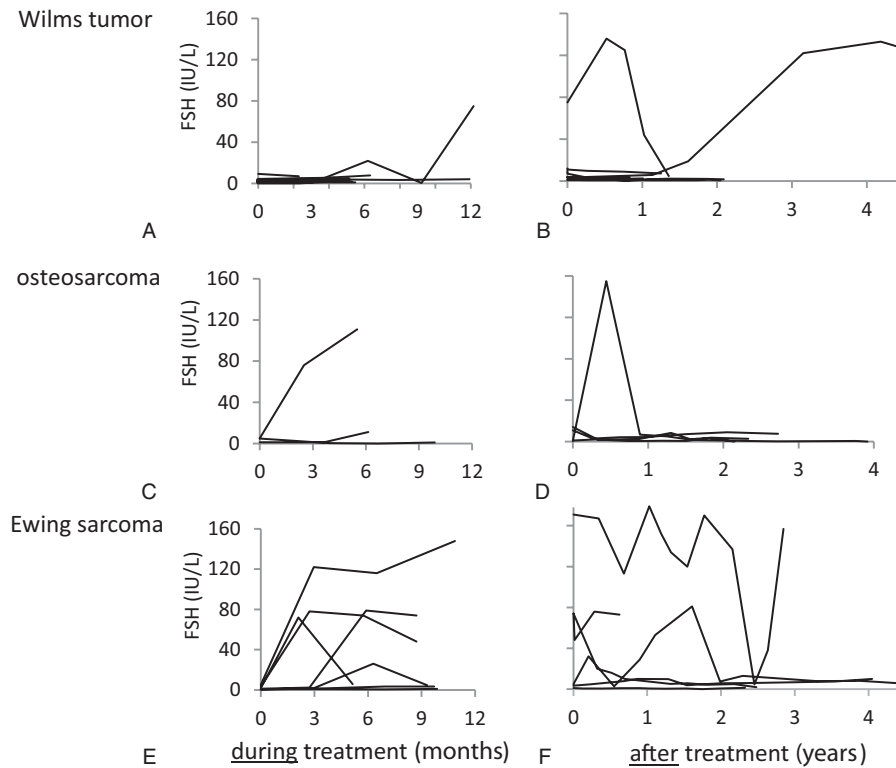 Wilms tumor
FSH (IU/L)
160
120
80
40
0
0 3 6 9 12
0 1 2 3 4
A
B
osteosarcoma
FSH (IU/L)
160
120
80
40
0
0 3 6 9 12
0 1 2 3 4
C
D
Ewing sarcoma
FSH (IU/L)
160
120
80
40
0
0 3 6 9 12
0 1 2 3 4
E
during treatment (months)
F
after treatment (years)